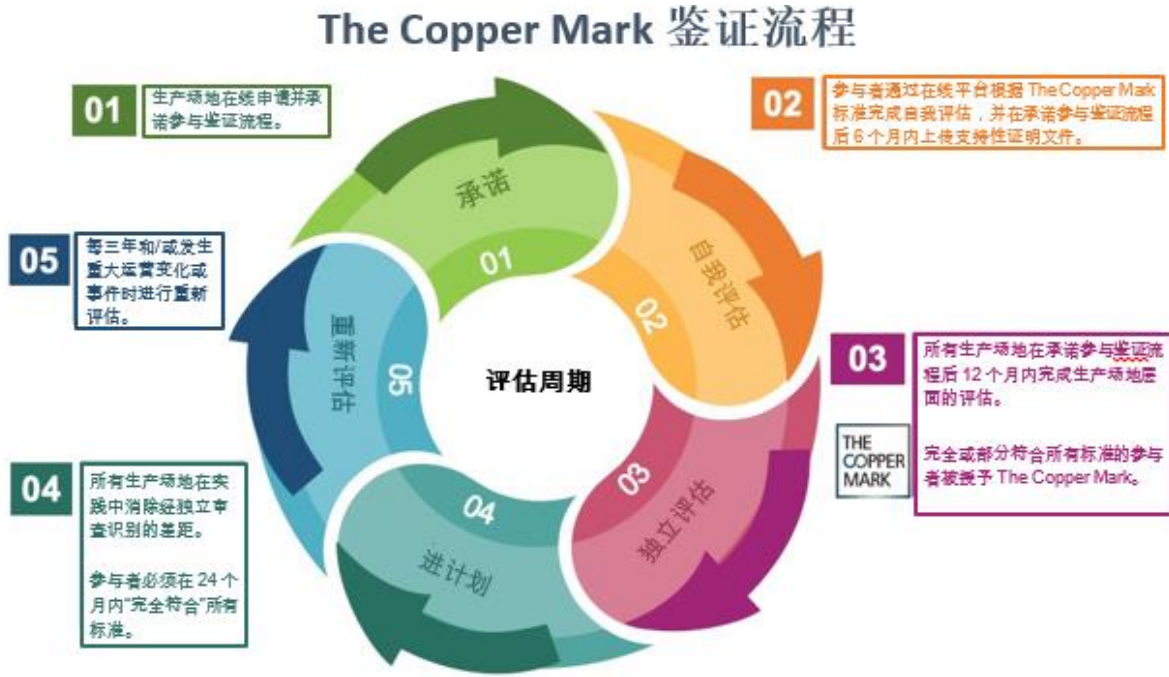 The Copper Mark 鉴证流程
01
生产场地在线申请并承
诺参与鉴证流程。
02
参与者通过在线平台根据 The Copper Mark
标准完成自我评估，并在承诺参与鉴证流程
后 6 个月内上传支持性证明文件。
承诺
01
自我评估
02
05
每三年和/或发生
重大运营变化或
事件时进行重新
评估。
重新评估
05
评估周期
03
所有生产场地在承诺参与鉴证流
程后 12 个月内完成生产场地层
面的评估。
完全或部分符合所有标准的参与
者被授予 The Copper Mark。
THE
COPPER
MARK
04
所有生产场地在实
践中消除经独立审
查识别的差距。
参与者必须在 24 个
月内“完全符合”所有
标准。
04
进计划
03
独立评估